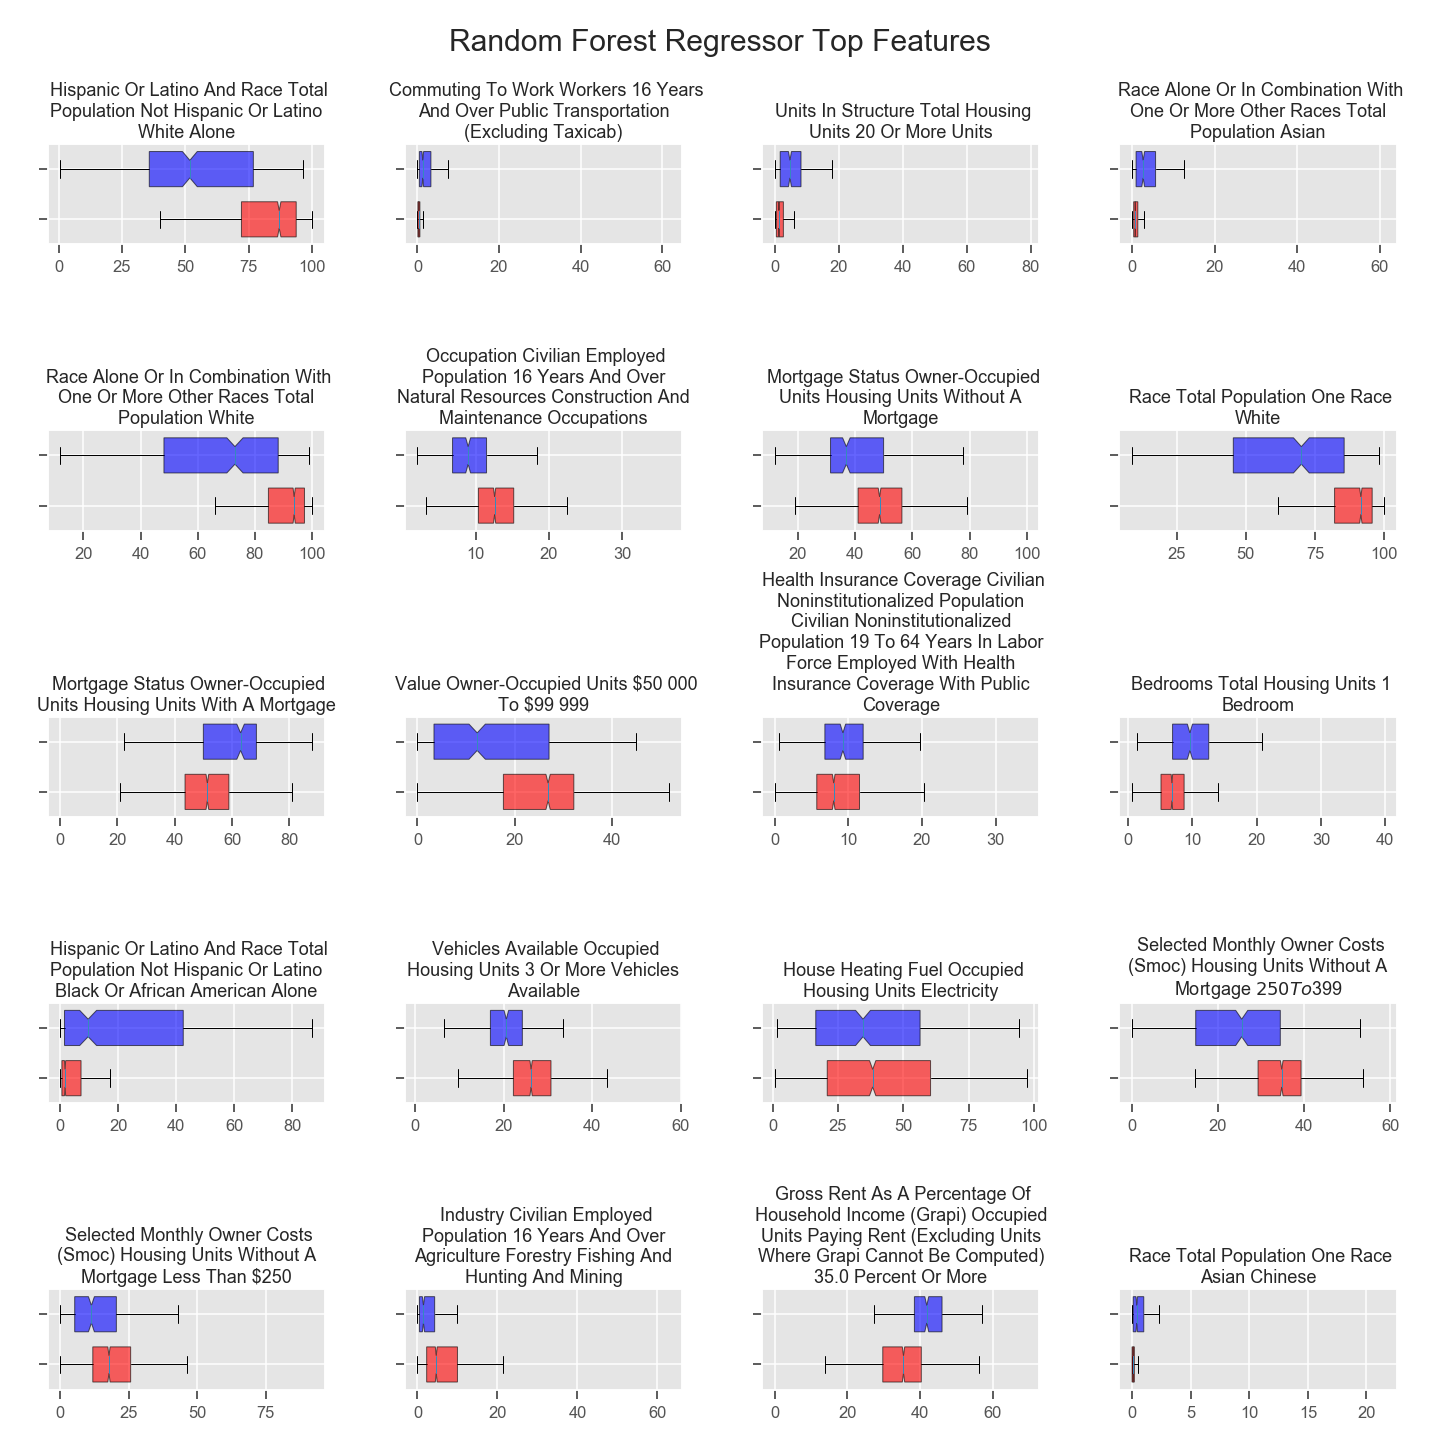 Random Forest Regressor Top Features
Hispanic Or Latino And Race Total
Population Not Hispanic Or Latino
White Alone
0 25 50 75 100
Commuting To Work Workers 16 Years
And Over Public Transportation
(Excluding Taxicab)
0 20 40 60
Units In Structure Total Housing
Units 20 Or More Units
0 20 40 60 80
Race Alone Or In Combination With
One Or More Other Races Total
Population Asian
0 20 40 60
Race Alone Or In Combination With
One Or More Other Races Total
Population White
20 40 60 80 100
Occupation Civilian Employed
Population 16 Years And Over
Natural Resources Construction And
Maintenance Occupations
10 20 30
Mortgage Status Owner-Occupied
Units Housing Units Without A
Mortgage
20 40 60 80 100
Race Total Population One Race
White
25 50 75 100
Mortgage Status Owner-Occupied
Units Housing Units With A Mortgage
0 20 40 60 80
Value Owner-Occupied Units $50 000
To $99 999
0 20 40
Health Insurance Coverage Civilian
Noninstitutionalized Population
Civilian Noninstitutionalized
Population 19 To 64 Years In Labor
Force Employed With Health
Insurance Coverage With Public
Coverage
0 10 20 30
Bedrooms Total Housing Units 1
Bedroom
0 10 20 30 40
Hispanic Or Latino And Race Total
Population Not Hispanic Or Latino
Black Or African American Alone
0 20 40 60 80
Vehicles Available Occupied
Housing Units 3 Or More Vehicles
Available
0 20 40 60
House Heating Fuel Occupied
Housing Units Electricity
0 25 50 75 100
Selected Monthly Owner Costs
(Smoc) Housing Units Without A
Mortgage 250To399
0 20 40 60
Selected Monthly Owner Costs
(Smoc) Housing Units Without A
Mortgage Less Than $250
0 25 50 75
Industry Civilian Employed
Population 16 Years And Over
Agriculture Forestry Fishing And
Hunting And Mining
0 20 40 60
Gross Rent As A Percentage Of
Household Income (Grapi) Occupied
Units Paying Rent (Excluding Units
Where Grapi Cannot Be Computed)
35.0 Percent Or More
0 20 40 60
Race Total Population One Race
Asian Chinese
0 5 10 15 20